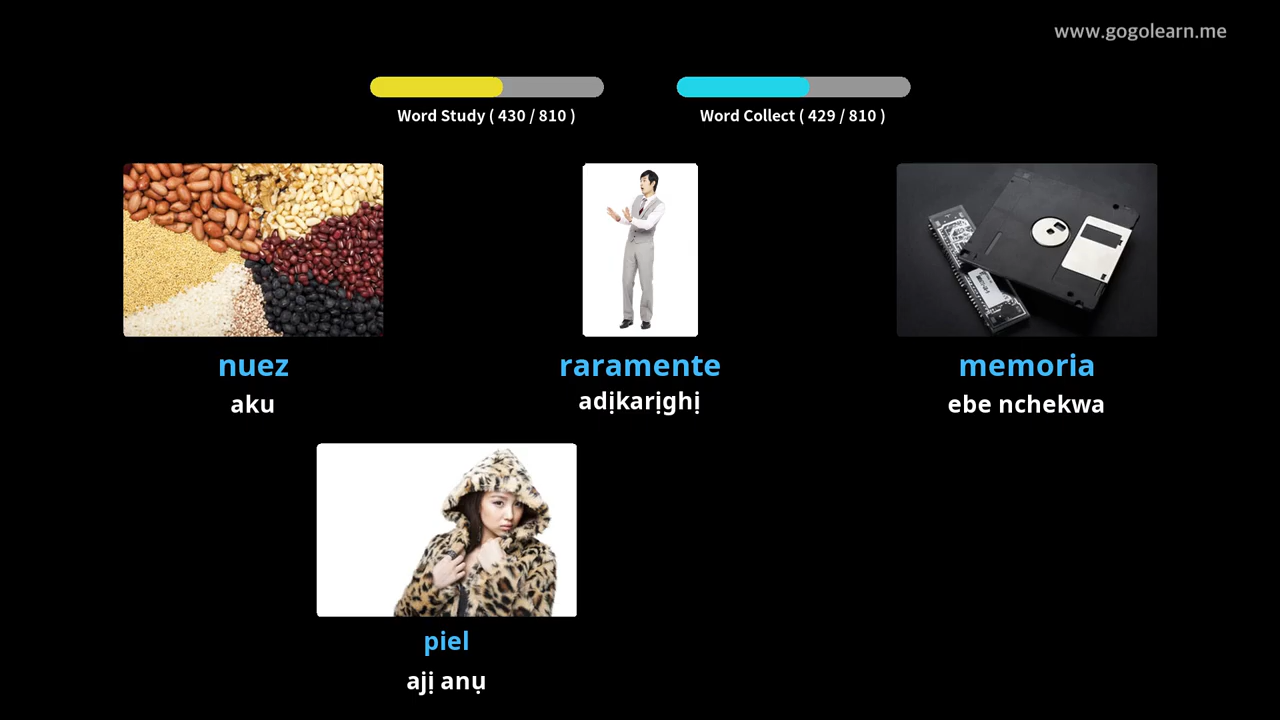 www.gogolearn.me
Word Study ( 430 / 810 )
Word Collect ( 429 / 810 )
nuez
aku
raramente
adịkarịghị
memoria
ebe nchekwa
piel
ajị anụ